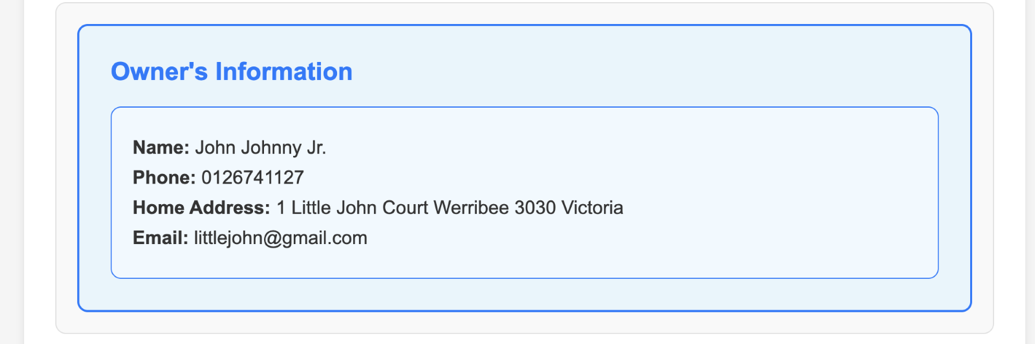 Owner's Information
Name: John Johnny Jr.
Phone: 0126741127
Home Address: 1 Little John Court Werribee 3030 Victoria
Email: littlejohn@gmail.com